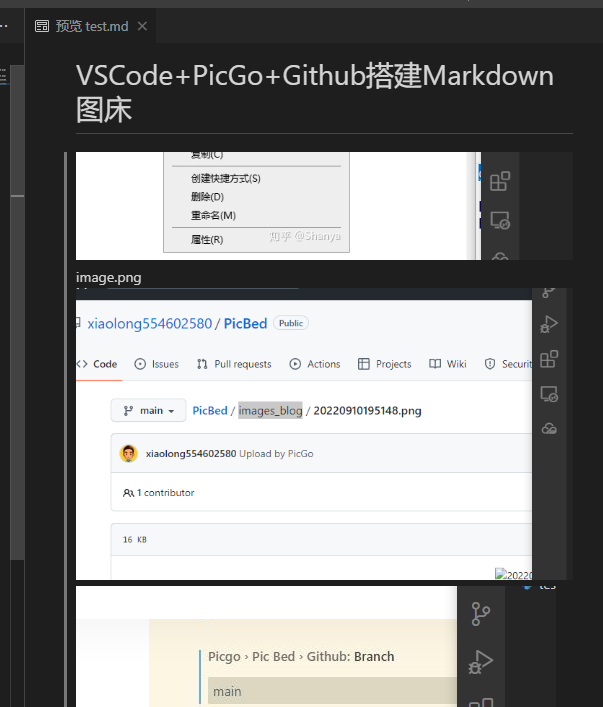 预览 test.md
VSCode+PicGo+Github搭建Markdown
图床
复制(C)
创建快捷方式(S)
删除(D)
重命名(M)
属性(R)
知乎 @Shanya
image.png
xiaolong554602580 / PicBed Public
Code Issues Pull requests Actions Projects Wiki Securit
main PicBed / images_blog / 20220910195148.png
xiaolong554602580 Upload by PicGo
1 contributor
16 KB
20220
Picgo › Pic Bed › Github: Branch
main